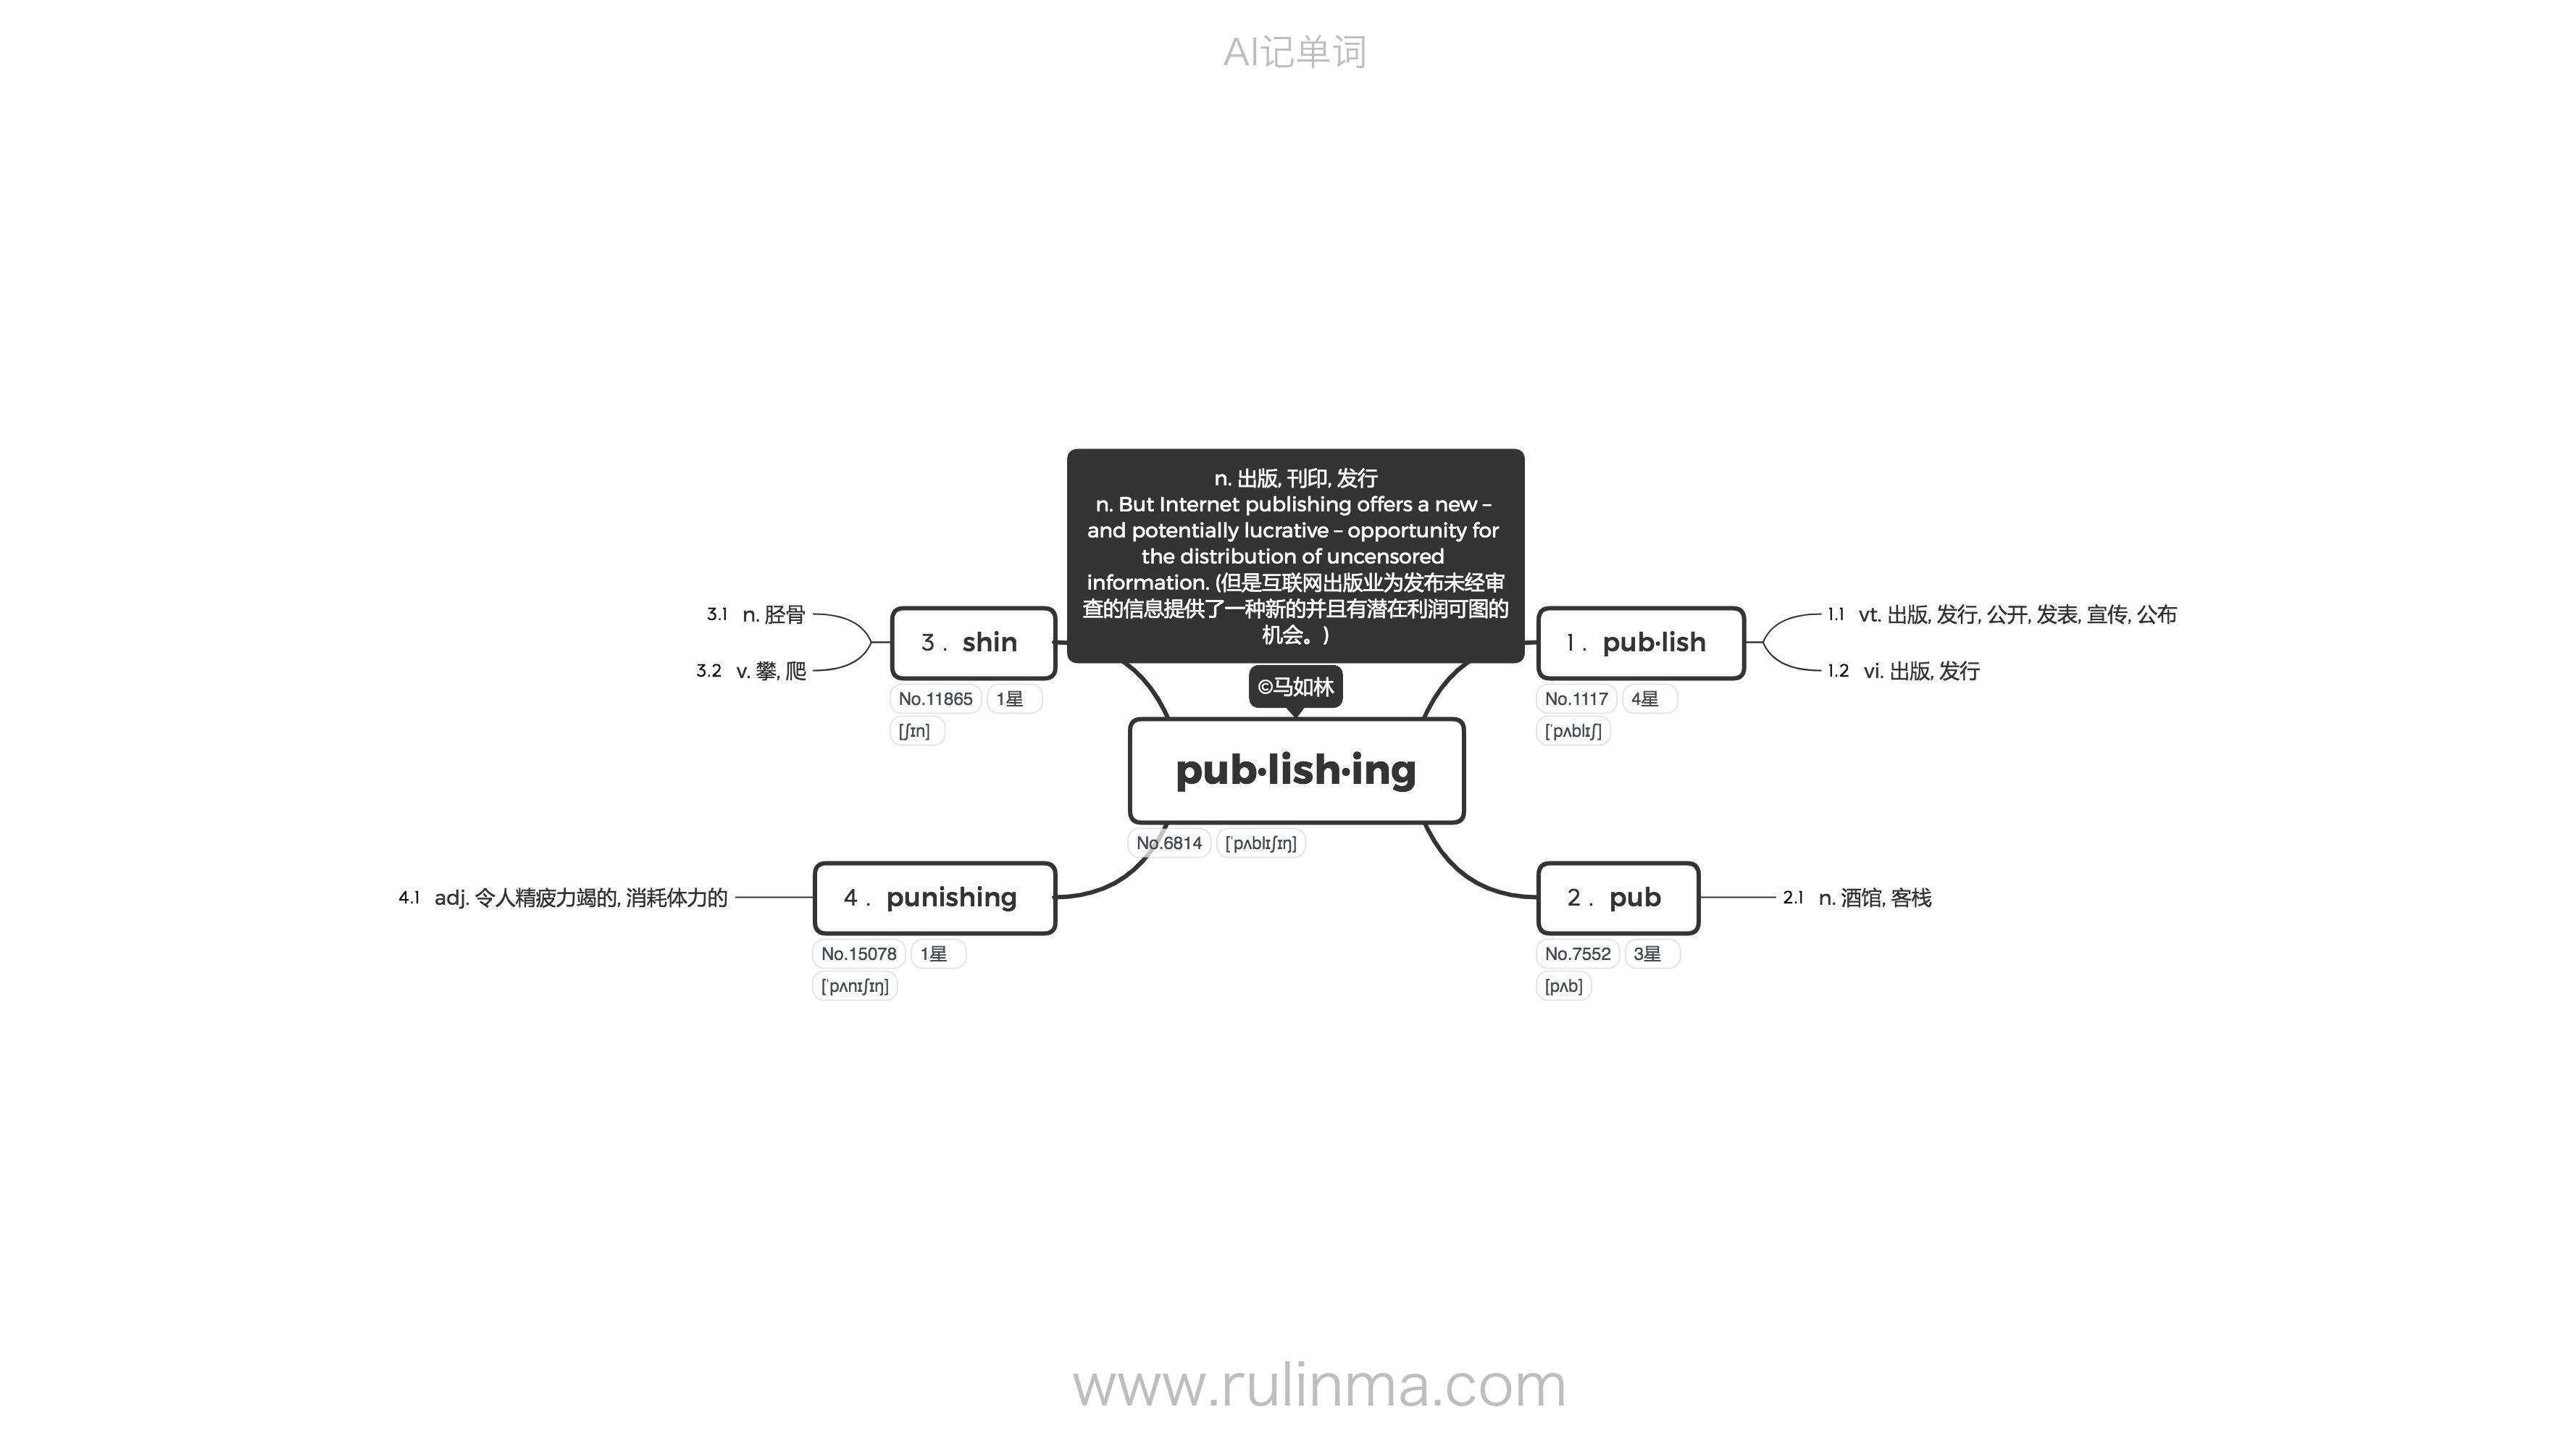 AI记单词
n. 出版, 刊印, 发行
n. But Internet publishing offers a new –
and potentially lucrative – opportunity for
the distribution of uncensored
information. (但是互联网出版业为发布未经审
查的信息提供了一种新的并且有潜在利润可图的
机会。)
©马如林
pub·lish·ing
No.6814 [ˈpʌblɪʃɪŋ]
1 . pub·lish
No.1117 4星
[ˈpʌblɪʃ]
1.1 vt. 出版, 发行, 公开, 发表, 宣传, 公布
1.2 vi. 出版, 发行
2 . pub
No.7552 3星
[pʌb]
2.1 n. 酒馆, 客栈
3 . shin
No.11865 1星
[ʃɪn]
3.1 n. 胫骨
3.2 v. 攀, 爬
4 . punishing
No.15078 1星
[ˈpʌnɪʃɪŋ]
4.1 adj. 令人精疲力竭的, 消耗体力的
www.rulinma.com